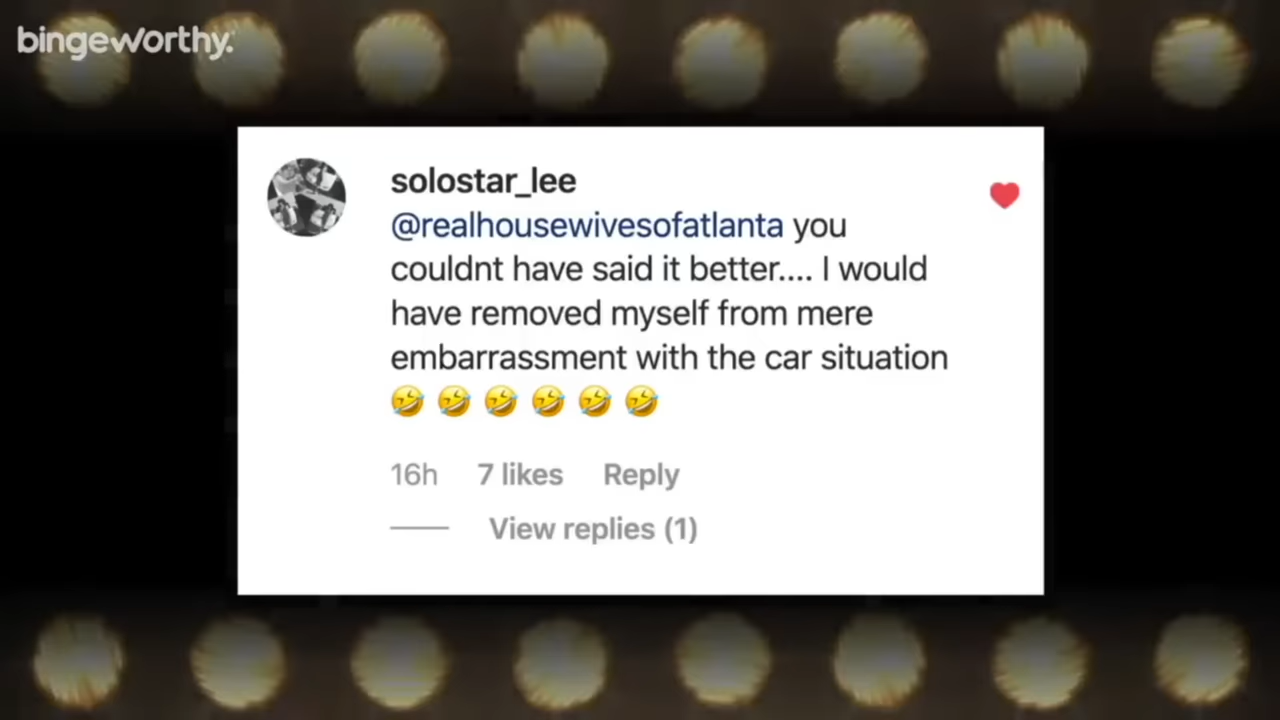 bingeworthy.
solostar_lee
@realhousewivesofatlanta you
couldnt have said it better.... I would
have removed myself from mere
embarrassment with the car situation
🤣 🤣 🤣 🤣 🤣 🤣
16h 7 likes Reply
View replies (1)